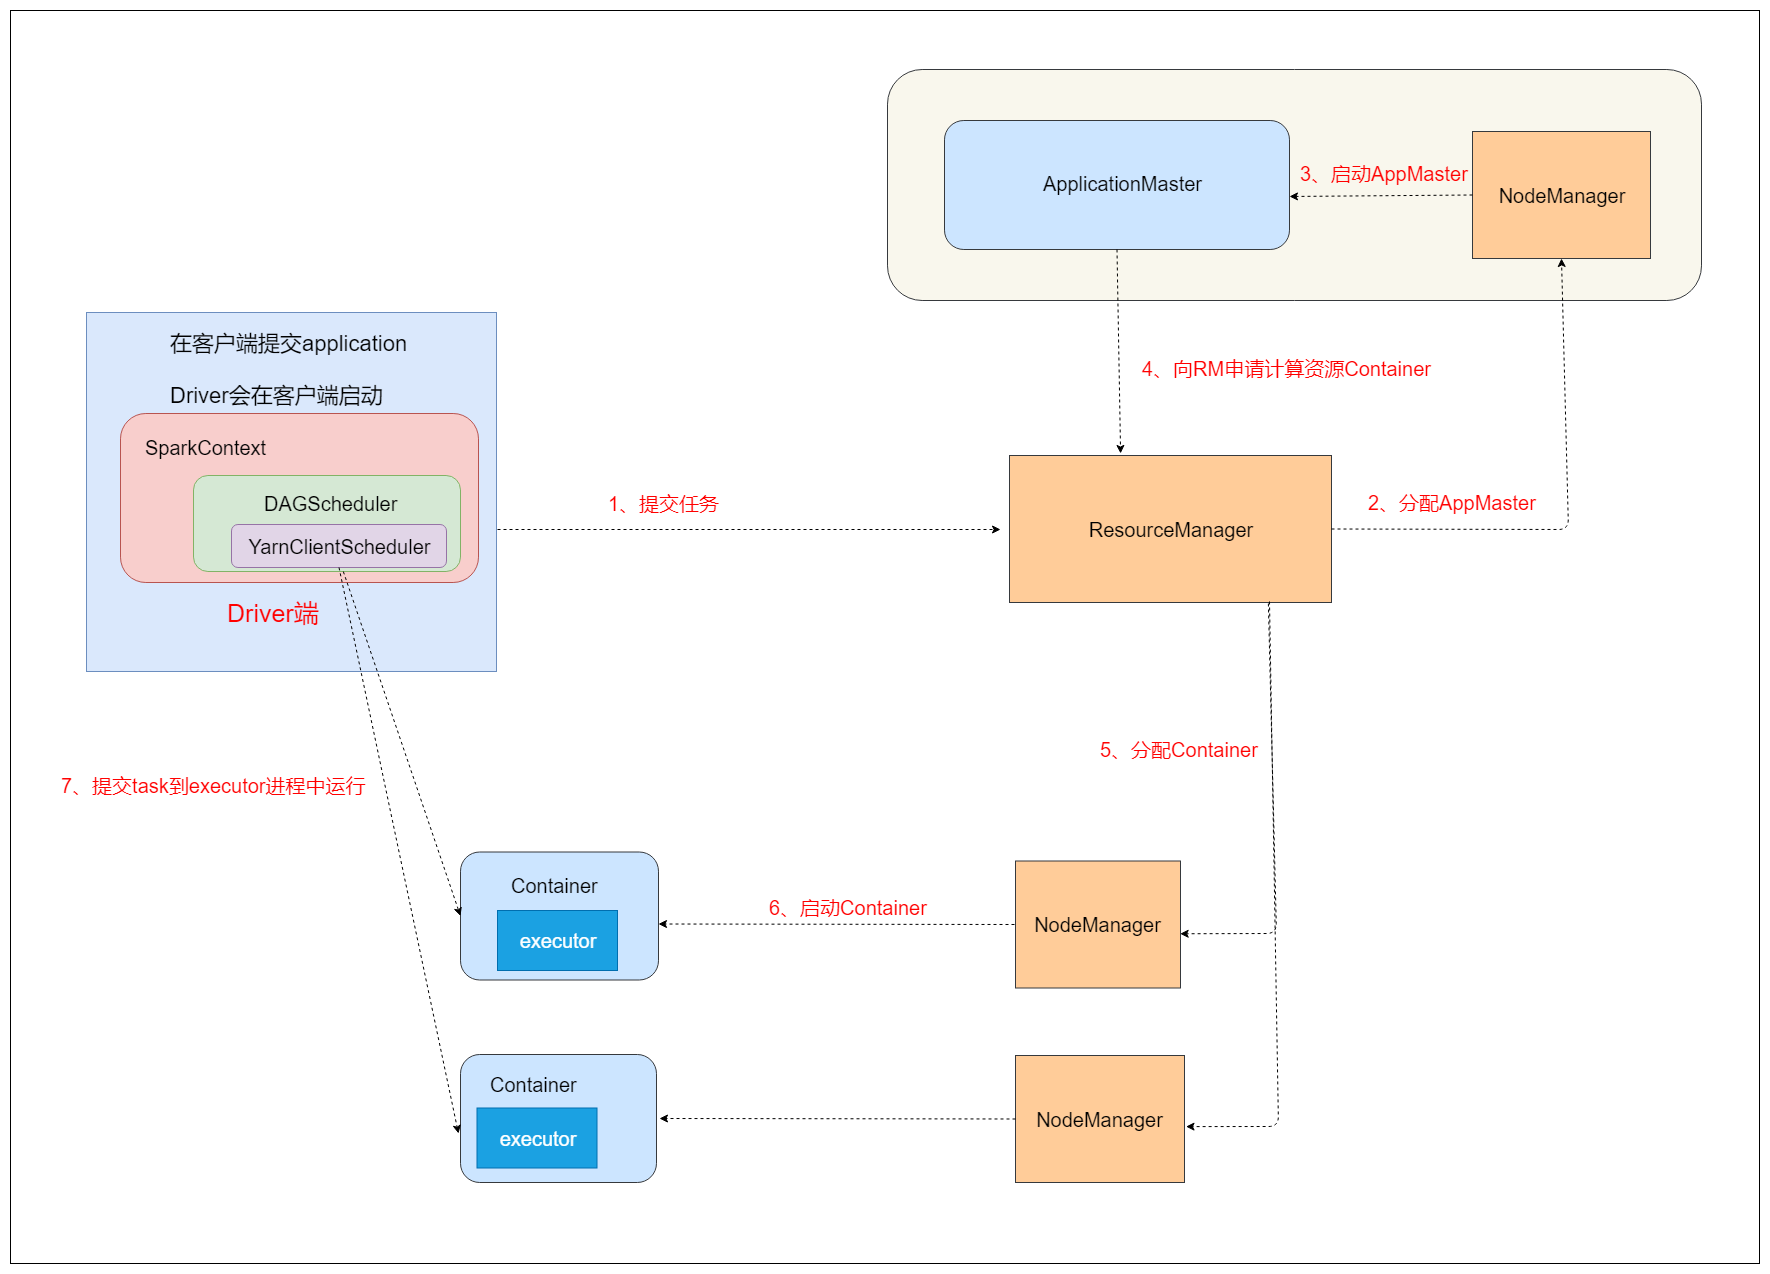 ApplicationMaster
3、启动AppMaster
NodeManager
在客户端提交application
Driver会在客户端启动
SparkContext
DAGScheduler
YarnClientScheduler
Driver端
4、向RM申请计算资源Container
1、提交任务
ResourceManager
2、分配AppMaster
5、分配Container
7、提交task到executor进程中运行
Container
executor
6、启动Container
NodeManager
Container
executor
NodeManager